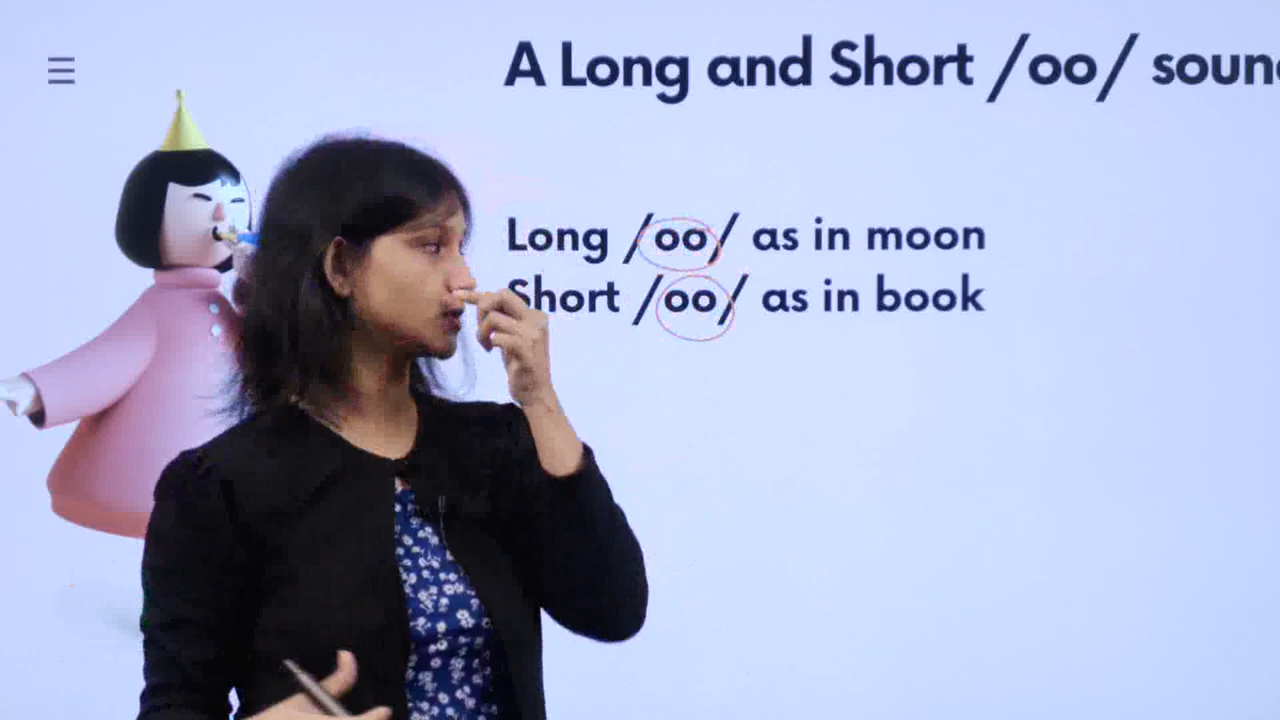 A Long and Short /oo/ soun
Long /oo/ as in moon
Short /oo/ as in book